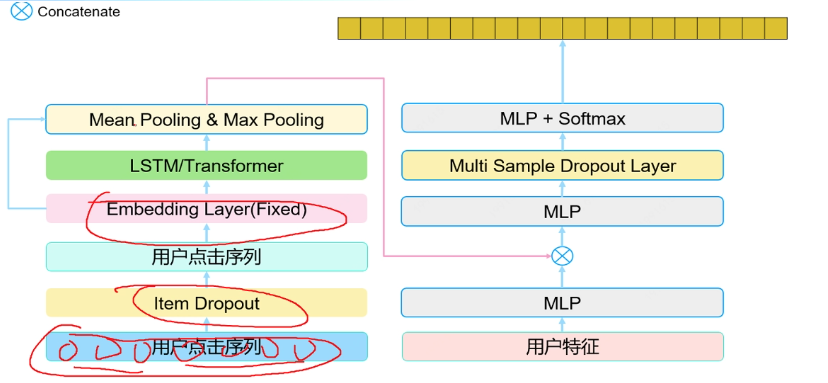 Concatenate
Mean Pooling & Max Pooling
LSTM/Transformer
Embedding Layer(Fixed)
用户点击序列
Item Dropout
用户点击序列
MLP + Softmax
Multi Sample Dropout Layer
MLP
MLP
用户特征